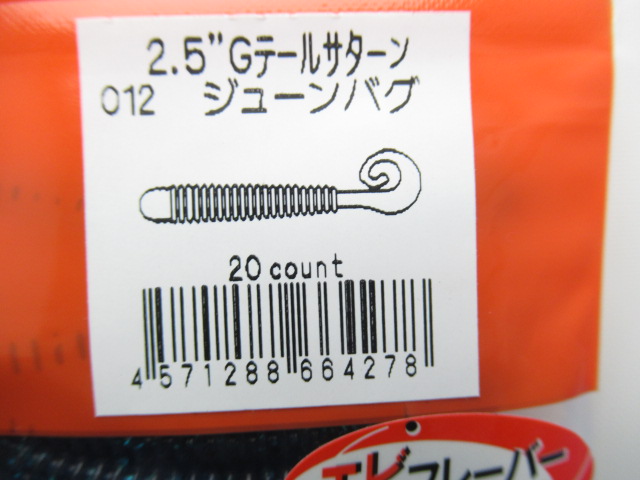 2.5"Gテールサターン
012 ジューンバグ
20 count
4 571288 664278
エビフレーバー